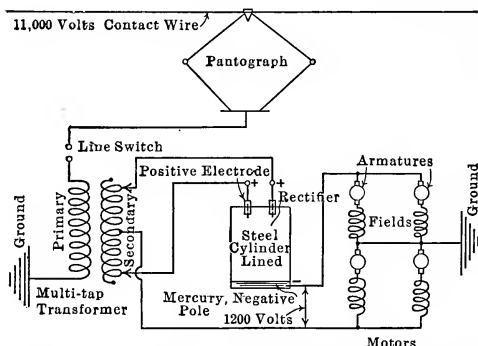 11,000 Volts Contact Wire
Pantograph
Line Switch
Positive Electrode
+
+
Rectifier
Armatures
Ground
Primary
Secondary
Steel
Cylinder
Lined
Fields
Ground
Multi-tap
Transformer
Mercury, Negative
Pole
-
1200 Volts
Motors